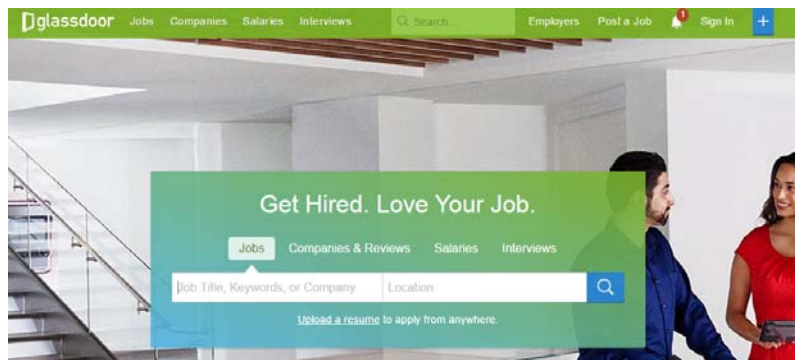 glassdoor Jobs Companies Salaries Interviews Search... Employers Post a Job 1 Sign In +
Get Hired. Love Your Job.
Jobs Companies & Reviews Salaries Interviews
Job Title, Keywords, or Company Location
Upload a resume to apply from anywhere.